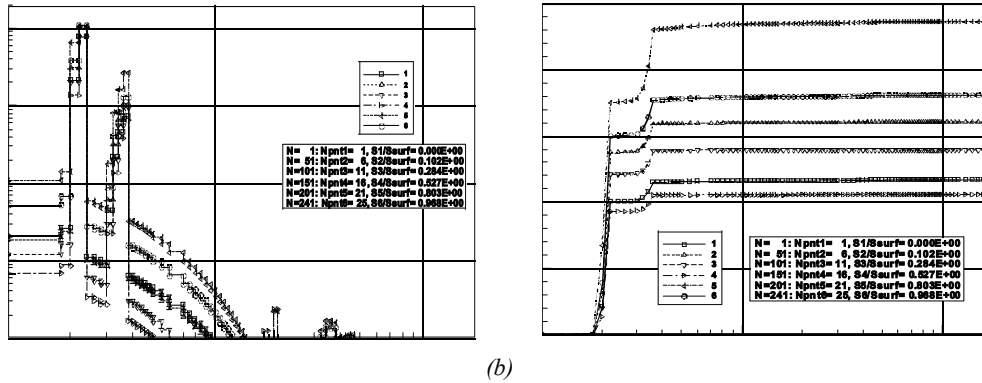 1
2
3
4
5
6
N= 1: Npnt1= 1, S1/Ssurf= 0.000E+00
N= 51: Npnt2= 6, S2/Ssurf= 0.102E+00
N=101: Npnt3= 11, S3/Ssurf= 0.284E+00
N=151: Npnt4= 16, S4/Ssurf= 0.527E+00
N=201: Npnt5= 21, S5/Ssurf= 0.803E+00
N=241: Npnt6= 25, S6/Ssurf= 0.968E+00
1
2
3
4
5
6
N= 1: Npnt1= 1, S1/Ssurf= 0.000E+00
N= 51: Npnt2= 6, S2/Ssurf= 0.102E+00
N=101: Npnt3= 11, S3/Ssurf= 0.284E+00
N=151: Npnt4= 16, S4/Ssurf= 0.527E+00
N=201: Npnt5= 21, S5/Ssurf= 0.803E+00
N=241: Npnt6= 25, S6/Ssurf= 0.968E+00
(b)